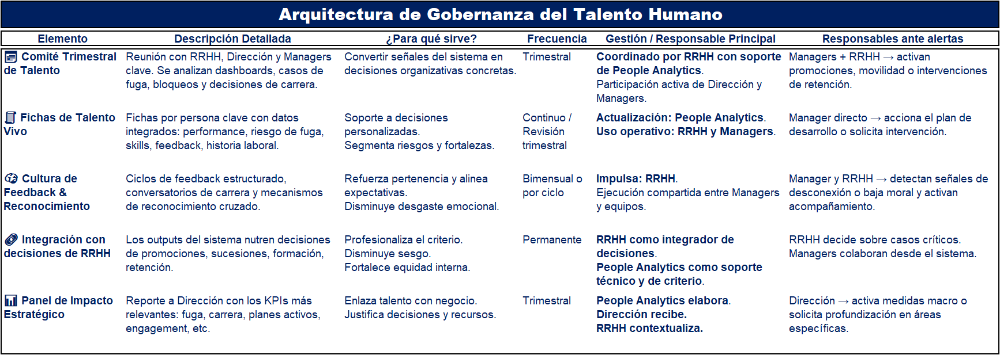 Arquitectura de Gobernanza del Talento Humano
Elemento
Descripción Detallada
¿Para qué sirve?
Frecuencia
Gestión / Responsable Principal
Responsables ante alertas
Comité Trimestral
de Talento
Reunión con RRHH, Dirección y Managers
clave. Se analizan dashboards, casos de
fuga, bloqueos y decisiones de carrera.
Convertir señales del sistema en
decisiones organizativas concretas.
Trimestral
Coordinado por RRHH con soporte
de People Analytics.
Participación activa de Dirección y
Managers.
Managers + RRHH → activan
promociones, movilidad o intervenciones
de retención.
Fichas de Talento
Vivo
Fichas por persona clave con datos
integrados: performance, riesgo de fuga,
skills, feedback, historia laboral.
Soporte a decisiones
personalizadas.
Segmenta riesgos y fortalezas.
Continuo /
Revisión
trimestral
Actualización: People Analytics.
Uso operativo: RRHH y Managers.
Manager directo → acciona el plan de
desarrollo o solicita intervención.
Cultura de
Feedback &
Reconocimiento
Ciclos de feedback estructurado,
conversatorios de carrera y mecanismos
de reconocimiento cruzado.
Refuerza pertenencia y alinea
expectativas.
Disminuye desgaste emocional.
Bimensual o
por ciclo
Impulsa: RRHH.
Ejecución compartida entre Managers
y equipos.
Manager y RRHH → detectan señales de
desconexión o baja moral y activan
acompañamiento.
Integración con
decisiones de RRHH
Los outputs del sistema nutren decisiones
de promociones, sucesiones, formación,
retención.
Profesionaliza el criterio.
Disminuye sesgo.
Fortalece equidad interna.
Permanente
RRHH como integrador de
decisiones.
People Analytics como soporte
técnico y de criterio.
RRHH decide sobre casos críticos.
Managers colaboran desde el sistema.
Panel de Impacto
Estratégico
Reporte a Dirección con los KPIs más
relevantes: fuga, carrera, planes activos,
engagement, etc.
Enlaza talento con negocio.
Justifica decisiones y recursos.
Trimestral
People Analytics elabora.
Dirección recibe.
RRHH contextualiza.
Dirección → activa medidas macro o
solicita profundización en áreas
específicas.